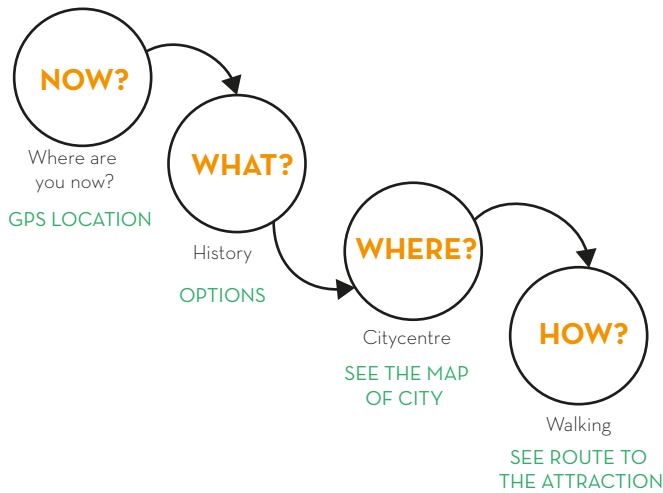 NOW?
Where are
you now?
GPS LOCATION
WHAT?
History
OPTIONS
WHERE?
Citycentre
SEE THE MAP
OF CITY
HOW?
Walking
SEE ROUTE TO
THE ATTRACTION